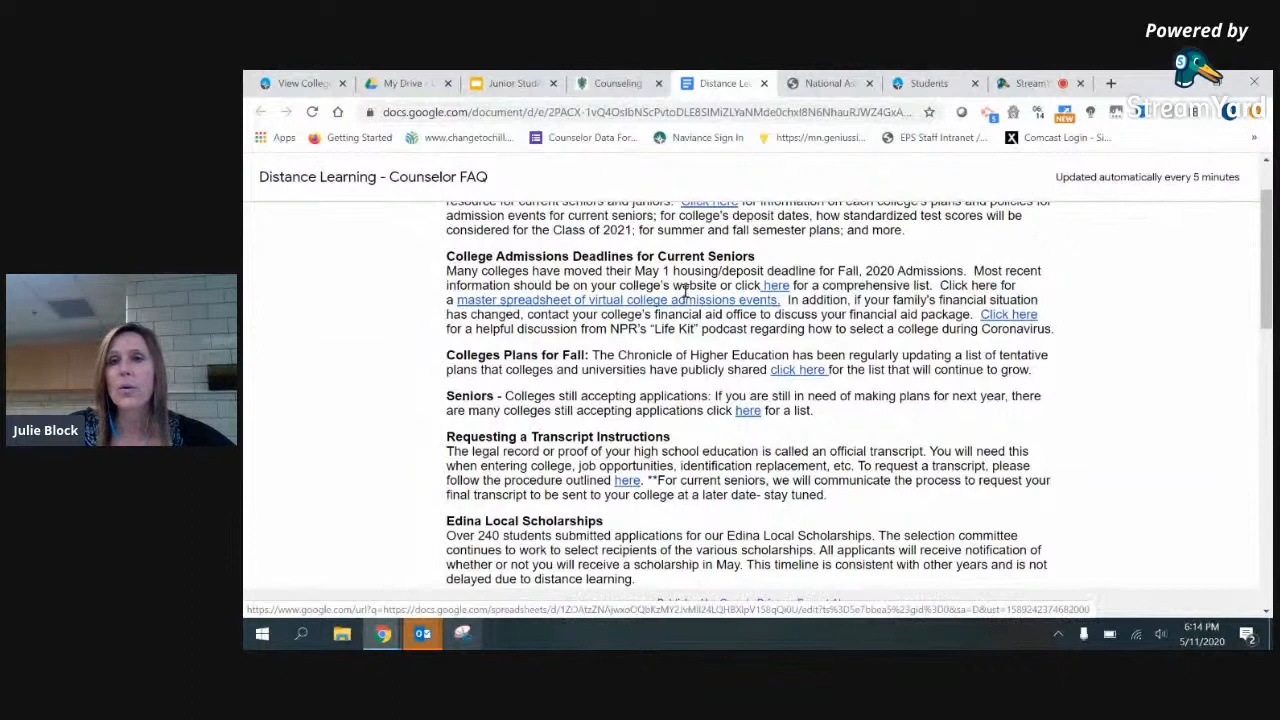 Powered by
StreamYard
View Colleg
My Drive -
Junior Stud
Counseling
Distance Le
National As
Students
Stream
docs.google.com/document/d/e/
Apps
Getting Started
www.changetochill....
Counselor Data For...
Naviance Sign In
https://mn.geniussi...
EPS Staff Intranet /...
Comcast Login - Si...
Distance Learning - Counselor FAQ
Updated automatically every 5 minutes
resource for current seniors and juniors. Click here for information on each college's plans and policies for
admission events for current seniors; for college's deposit dates, how standardized test scores will be
considered for the Class of 2021; for summer and fall semester plans; and more.
College Admissions Deadlines for Current Seniors
Many colleges have moved their May 1 housing/deposit deadline for Fall, 2020 Admissions. Most recent
information should be on your college's website or click here for a comprehensive list. Click here for
a master spreadsheet of virtual college admissions events. In addition, if your family's financial situation
has changed, contact your college's financial aid office to discuss your financial aid package. Click here
for a helpful discussion from NPR's "Life Kit" podcast regarding how to select a college during Coronavirus.
Colleges Plans for Fall: The Chronicle of Higher Education has been regularly updating a list of tentative
plans that colleges and universities have publicly shared click here for the list that will continue to grow.
Seniors - Colleges still accepting applications: If you are still in need of making plans for next year, there
are many colleges still accepting applications click here for a list.
Requesting a Transcript Instructions
The legal record or proof of your high school education is called an official transcript. You will need this
when entering college, job opportunities, identification replacement, etc. To request a transcript, please
follow the procedure outlined here. **For current seniors, we will communicate the process to request your
final transcript to be sent to your college at a later date- stay tuned.
Edina Local Scholarships
Over 240 students submitted applications for our Edina Local Scholarships. The selection committee
continues to work to select recipients of the various scholarships. All applicants will receive notification of
whether or not you will receive a scholarship in May. This timeline is consistent with other years and is not
delayed due to distance learning.
Julie Block
6:14 PM
5/11/2020